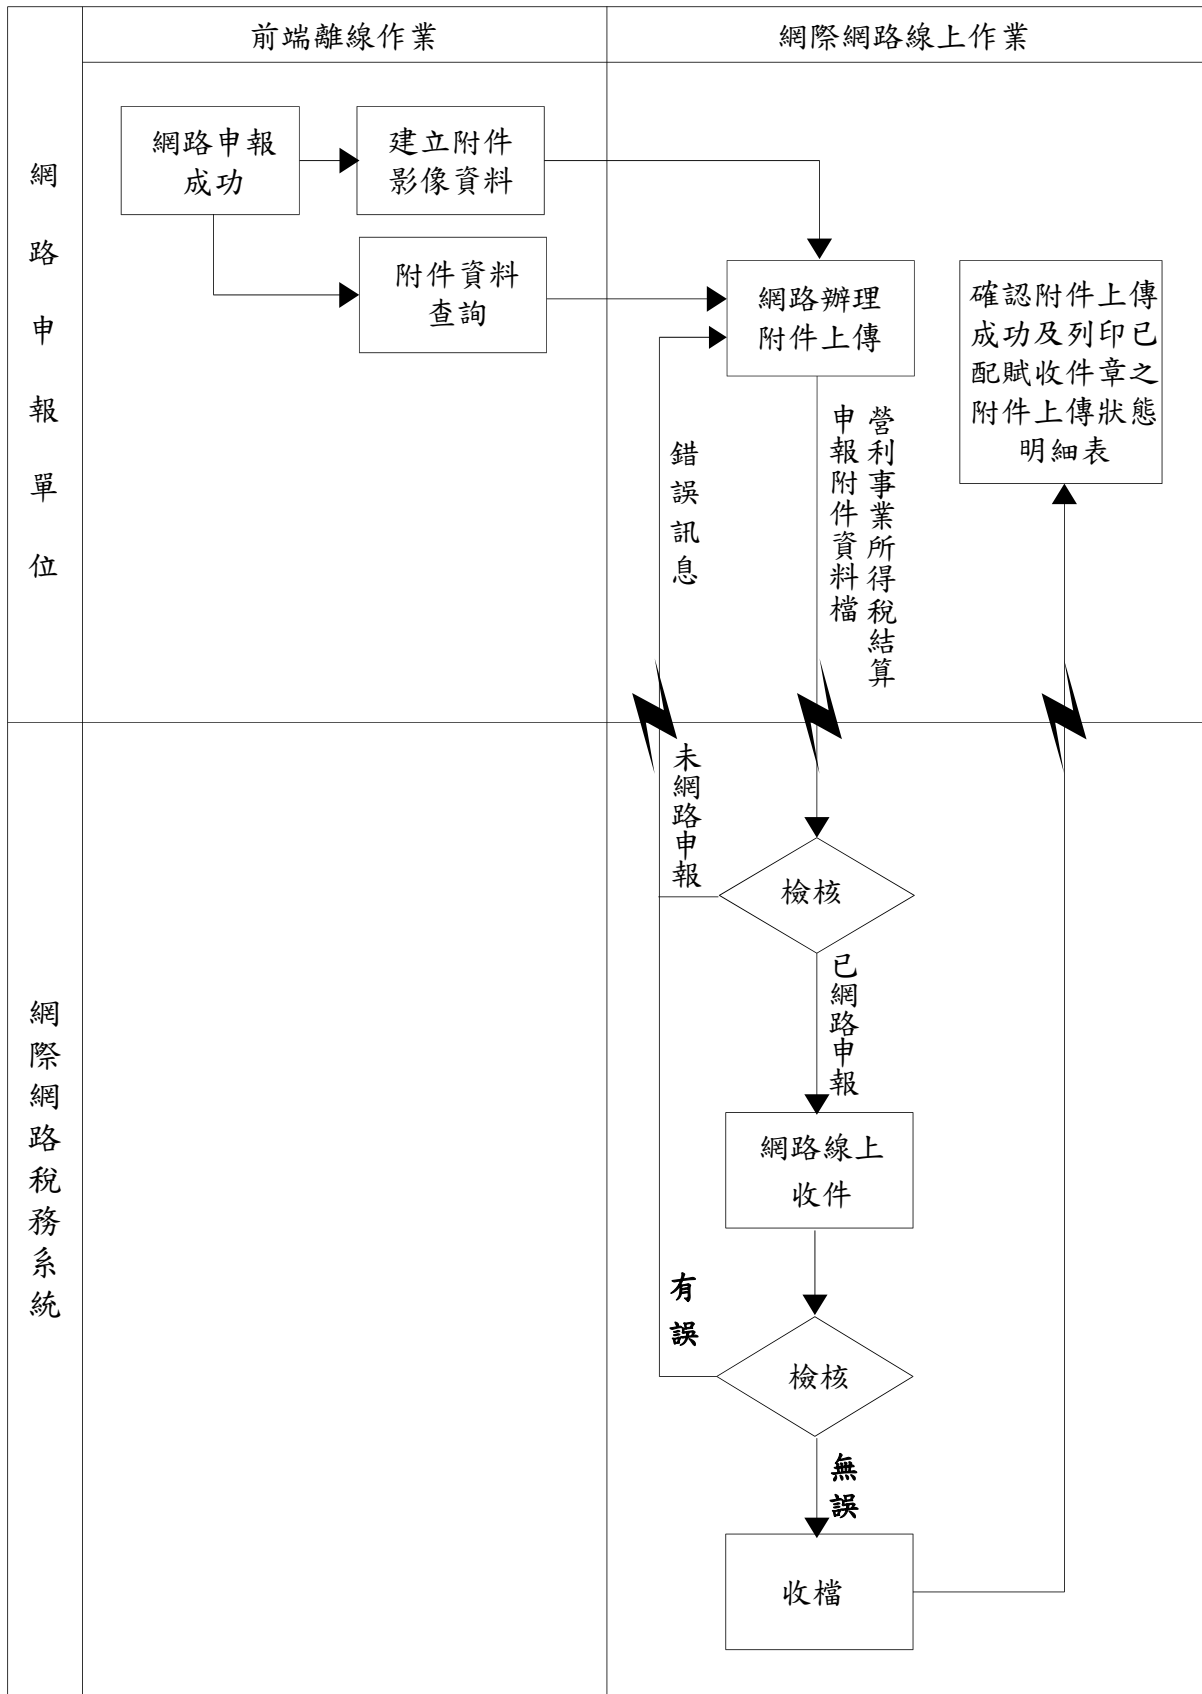 前端離線作業
網際網路線上作業
網路申報單位
網路申報
成功
建立附件
影像資料
附件資料
查詢
網路辦理
附件上傳
確認附件上傳
成功及列印已
配賦收件章之
附件上傳狀態
明細表
錯誤訊息
營利事業所得稅結算
申報附件資料檔
網際網路稅務系統
未網路申報
檢核
已網路申報
網路線上
收件
有誤
檢核
無誤
收檔